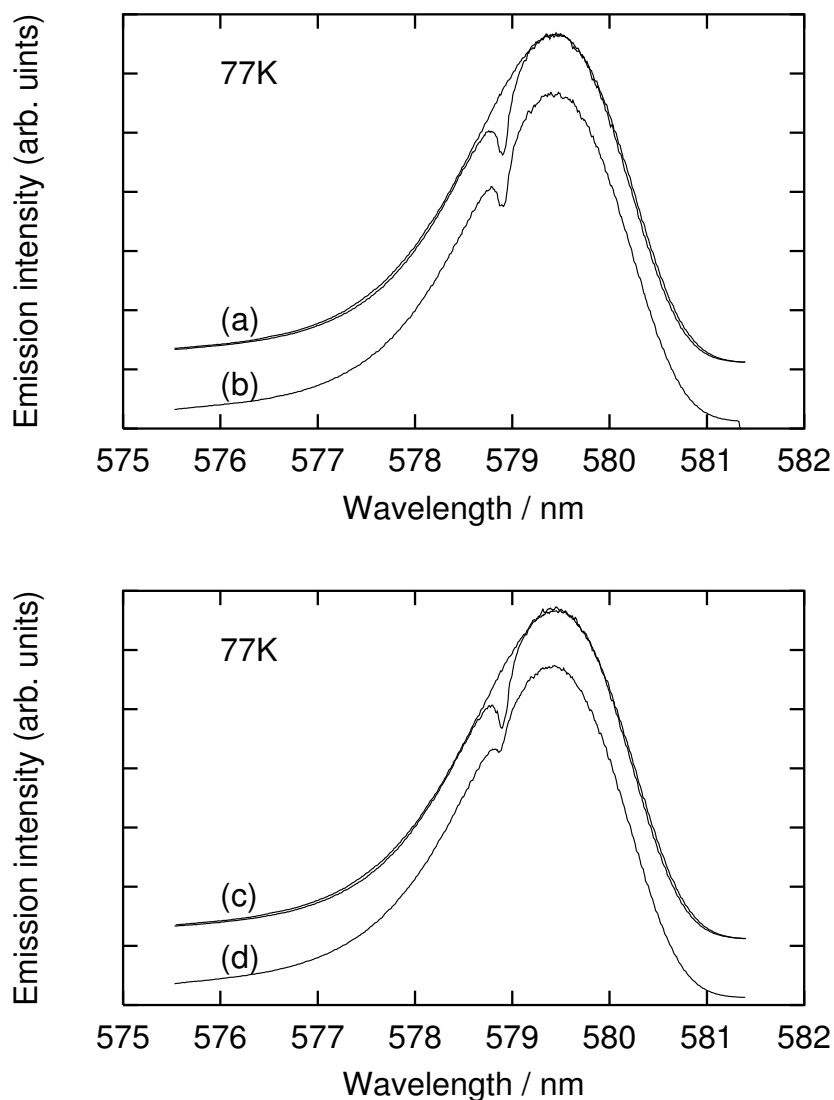 Emission intensity (arb. uints)
77K
(a)
(b)
575 576 577 578 579 580 581 582
Wavelength / nm
Emission intensity (arb. units)
77K
(c)
(d)
575 576 577 578 579 580 581 582
Wavelength / nm